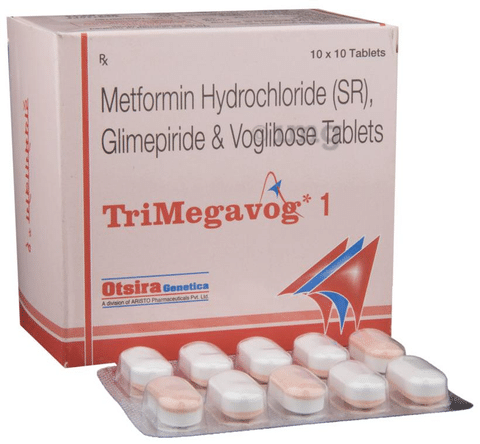 Rx
10 x 10 Tablets
Metformin Hydrochloride (SR),
Glimepiride & Voglibose Tablets
TriMegavog* 1
Otsira Genetica
A division of ARISTO Pharmaceuticals Pvt. Ltd.